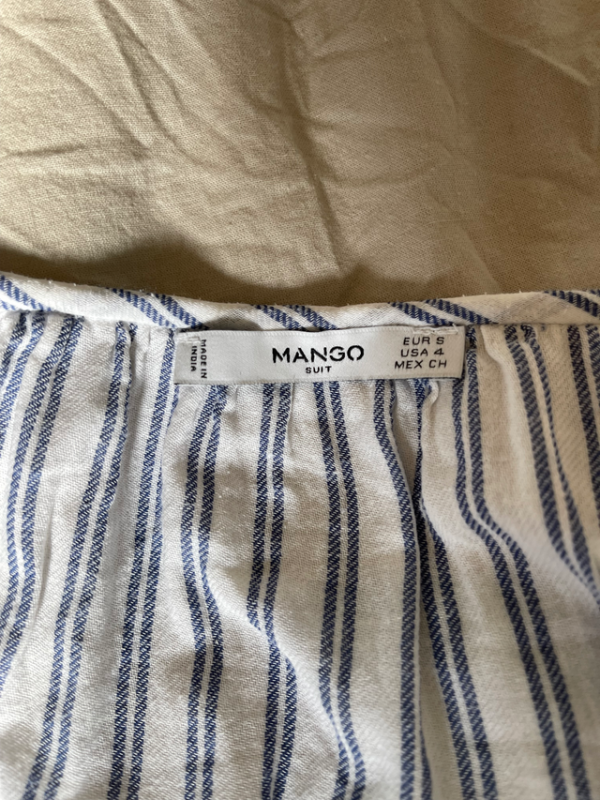 MADE IN
INDIA
MANGO
SUIT
EUR S
USA 4
MEX CH